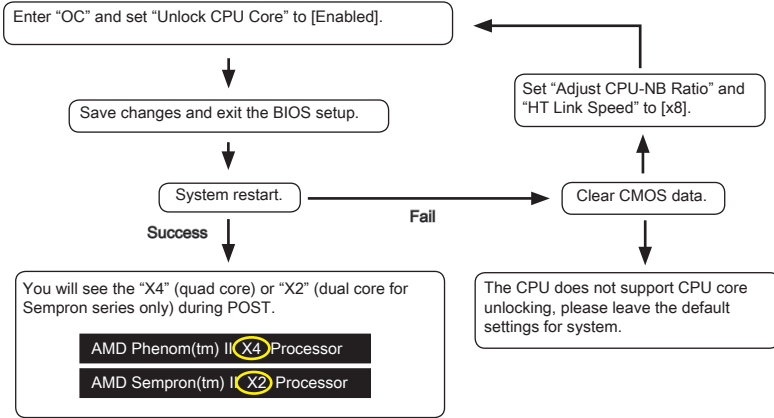 Enter “OC” and set “Unlock CPU Core” to [Enabled].
Save changes and exit the BIOS setup.
System restart.
Success
Fail
Clear CMOS data.
Set “Adjust CPU-NB Ratio” and
“HT Link Speed” to [x8].
You will see the “X4” (quad core) or “X2” (dual core for
Sempron series only) during POST.
AMD Phenom(tm) II X4 Processor
AMD Sempron(tm) II X2 Processor
The CPU does not support CPU core
unlocking, please leave the default
settings for system.